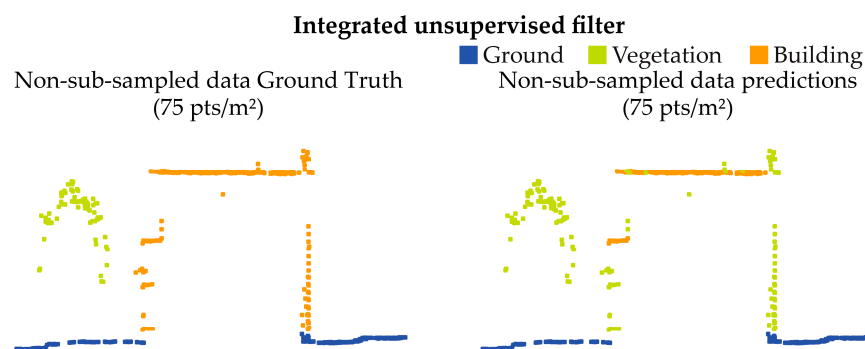 Integrated unsupervised filter
Ground Vegetation Building
Non-sub-sampled data Ground Truth
(75 pts/m²)
Non-sub-sampled data predictions
(75 pts/m²)